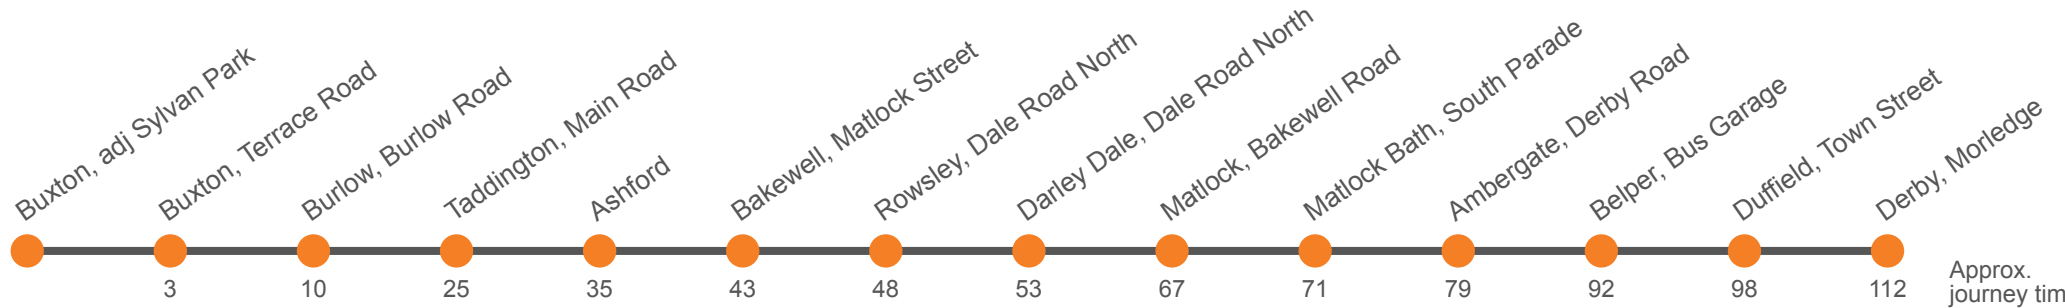 Buxton, adj Sylvan Park
Buxton, Terrace Road
Burlow, Burlow Road
Taddington, Main Road
Ashford
Bakewell, Matlock Street
Rowsley, Dale Road North
Darley Dale, Dale Road North
Matlock, Bakewell Road
Matlock Bath, South Parade
Ambergate, Derby Road
Belper, Bus Garage
Duffield, Town Street
Derby, Morledge
3 10 25 35 43 48 53 67 71 79 92 98 112
Approx.
journey tim